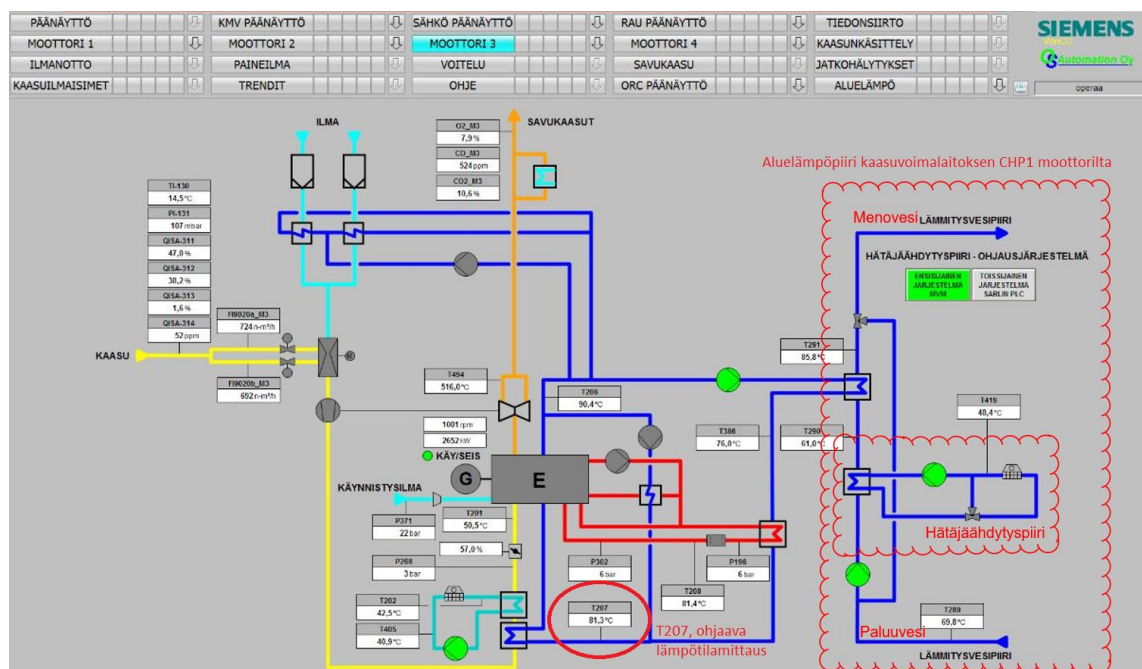 PÄÄNÄYTTÖ
KMV PÄÄNÄYTTÖ
SÄHKÖ PÄÄNÄYTTÖ
RAU PÄÄNÄYTTÖ
TIEDONSIIRTO
MOOTTORI 1
MOOTTORI 2
MOOTTORI 3
MOOTTORI 4
KAASUNKÄSITTELY
ILMANOTTO
PAINEILMA
VOITELU
SAVUKAASU
JATKOHÄLYTYKSET
KAASUILMAISIMET
TRENDIT
OHJE
ORC PÄÄNÄYTTÖ
ALUELÄMPÖ
SIEMENS
WinCC
Automation Oy
operaa
ILMA
O2_M3
7,9 %
CO_M3
524 ppm
CO2_M3
10,6 %
SAVUKAASUT
Aluelämpöpiiri kaasuvoimalaitoksen CHP1 moottorilta
TI-130
14,5 °C
PI-131
107 mbar
QISA-311
47,0 %
QISA-312
38,2 %
QISA-313
1,6 %
QISA-314
52 ppm
FI9020a_M3
724 n-m³/h
KAASU
FI9020b_M3
692 n-m³/h
Menovesi
LÄMMITYSVESIPIIRI
HÄTÄJÄÄHDYTYSPIIRI - OHJAUSJÄRJESTELMÄ
ENSISIJAINEN
JÄRJESTELMÄ
MVM
TOISSIJAINEN
JÄRJESTELMÄ
SARLIN PLC
T291
85,8 °C
T494
516,0 °C
T206
90,4 °C
T419
48,4 °C
1001 rpm
2652 kW
KÄY/SEIS
T386
76,0 °C
T290
61,0 °C
G
E
KÄYNNISTYSILMA
P371
22 bar
T201
50,5 °C
57,0 %
P268
3 bar
P302
6 bar
P196
6 bar
T208
81,4 °C
Hätäjäähdytyspiiri
T202
42,5 °C
T405
40,9 °C
T207
81,3 °C
T207, ohjaava
lämpötilamittaus
T289
69,8 °C
Paluuvesi
LÄMMITYSVESIPIIRI